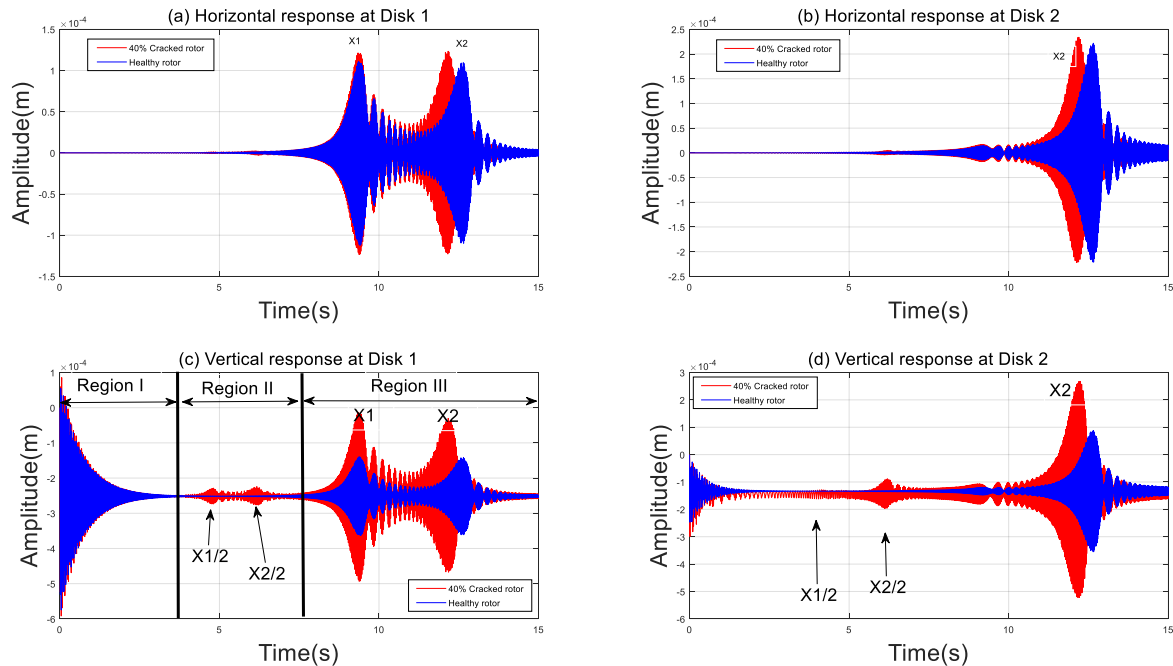 (a) Horizontal response at Disk 1
×10⁻⁴
1.5
1
0.5
0
-0.5
-1
-1.5
40% Cracked rotor
Healthy rotor
X1
X2
Amplitude(m)
0 5 10 15
Time(s)
(b) Horizontal response at Disk 2
×10⁻⁴
2.5
2
1.5
1
0.5
0
-0.5
-1
-1.5
-2
-2.5
40% Cracked rotor
Healthy rotor
X2
Amplitude(m)
0 5 10 15
Time(s)
(c) Vertical response at Disk 1
×10⁻⁴
1
0
-1
-2
-3
-4
-5
-6
Region I
Region II
Region III
X1
X2
X1/2
X2/2
40% Cracked rotor
Healthy rotor
Amplitude(m)
0 5 10 15
Time(s)
(d) Vertical response at Disk 2
×10⁻⁴
3
2
1
0
-1
-2
-3
-4
-5
-6
40% Cracked rotor
Healthy rotor
X2
X1/2
X2/2
Amplitude(m)
0 5 10 15
Time(s)